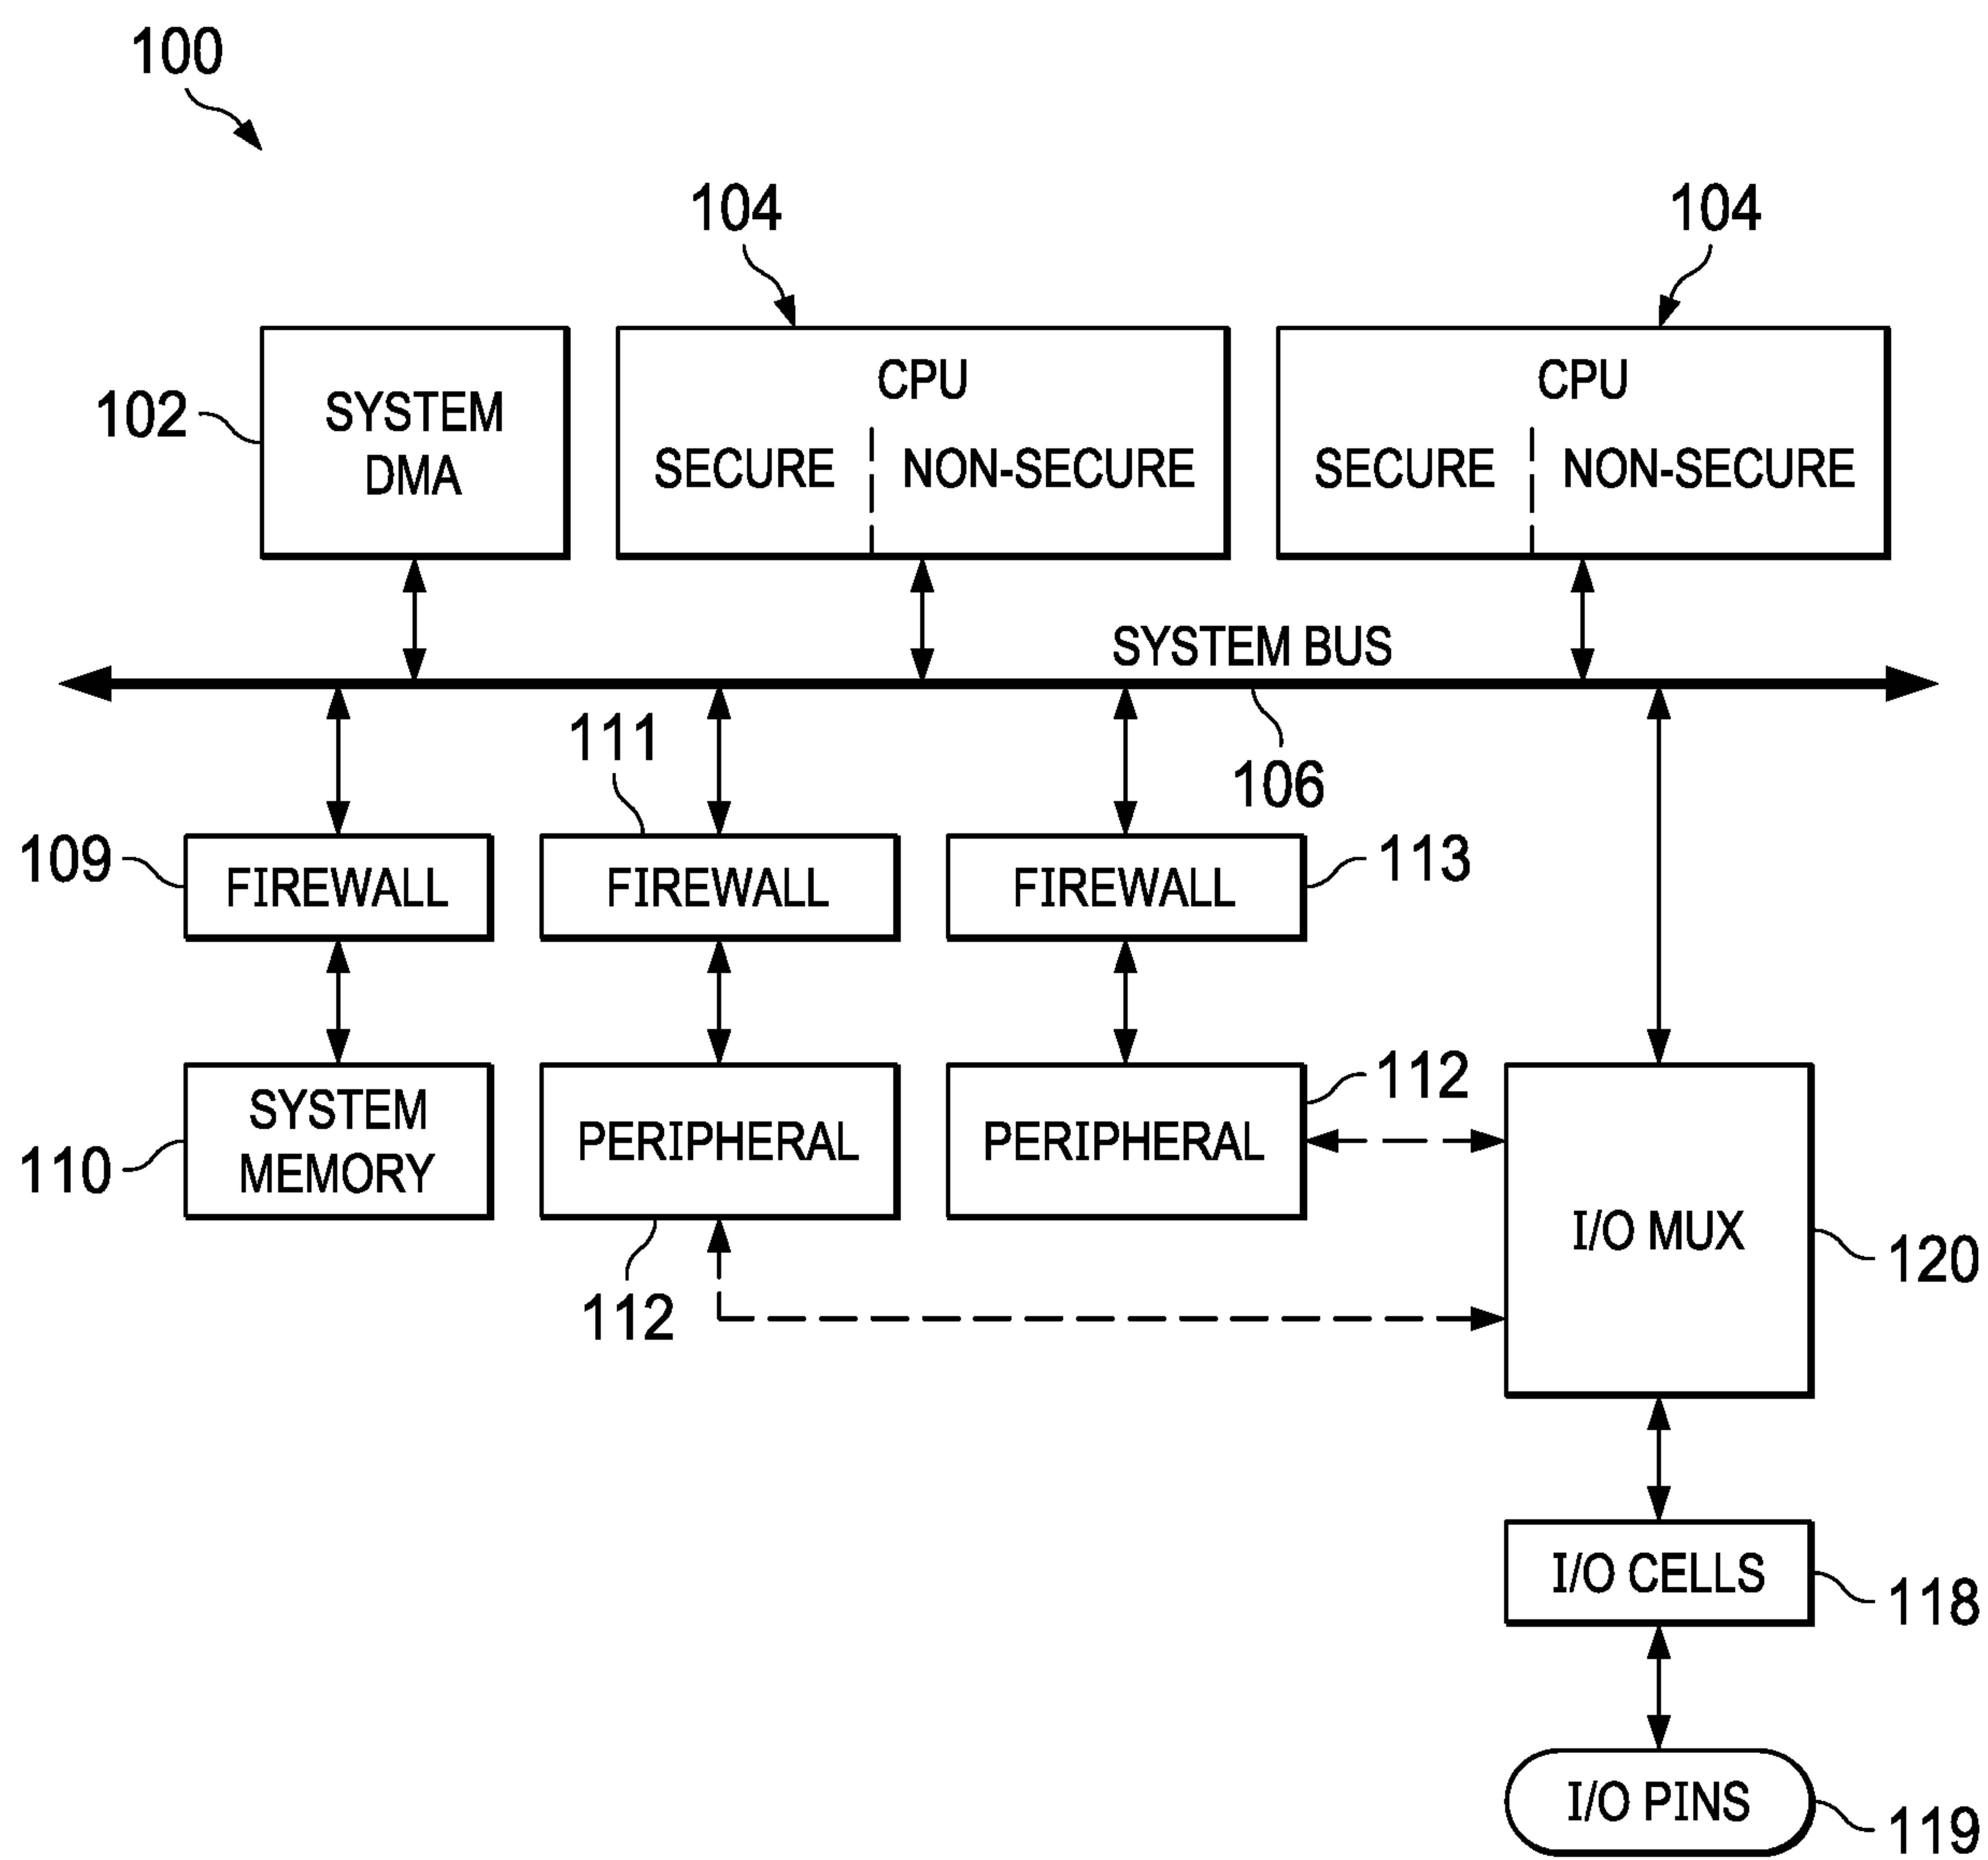 100
104
104
102
SYSTEM
DMA
CPU
SECURE
NON-SECURE
CPU
SECURE
NON-SECURE
SYSTEM BUS
106
109
FIREWALL
111
FIREWALL
FIREWALL
113
110
SYSTEM
MEMORY
PERIPHERAL
112
PERIPHERAL
112
I/O MUX
120
I/O CELLS
118
I/O PINS
119